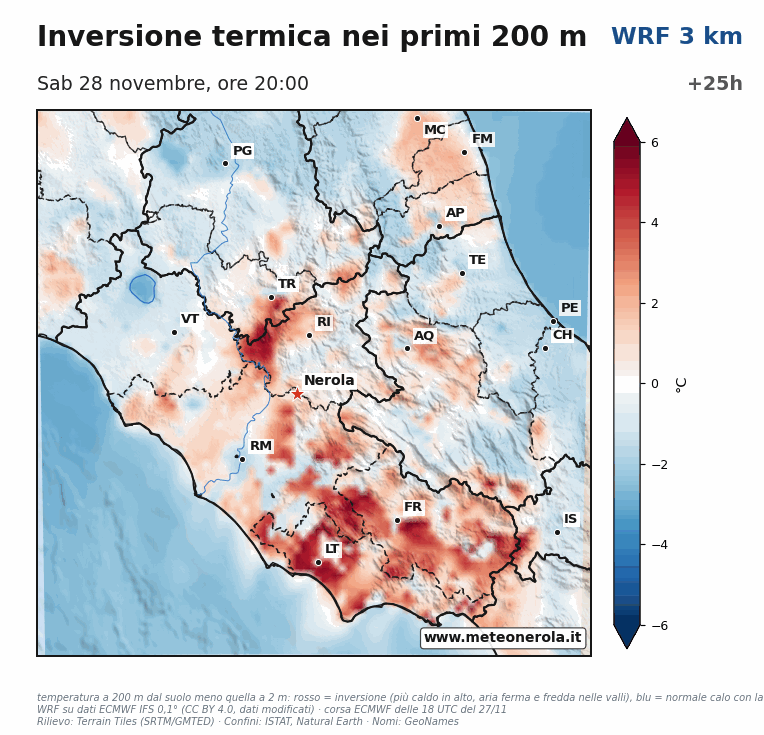 Inversione termica nei primi 200 m WRF 3 km
Sab 28 novembre, ore 20:00 +25h
MC
FM
PG
AP
TE
TR
PE
VT
RI
AQ
CH
Nerola
RM
FR
IS
LT
www.meteonerola.it
6
4
2
0
−2
−4
−6
°C
temperatura a 200 m dal suolo meno quella a 2 m: rosso = inversione (più caldo in alto, aria ferma e fredda nelle valli), blu = normale calo con la
WRF su dati ECMWF IFS 0,1° (CC BY 4.0, dati modificati) · corsa ECMWF delle 18 UTC del 27/11
Rilievo: Terrain Tiles (SRTM/GMTED) · Confini: ISTAT, Natural Earth · Nomi: GeoNames